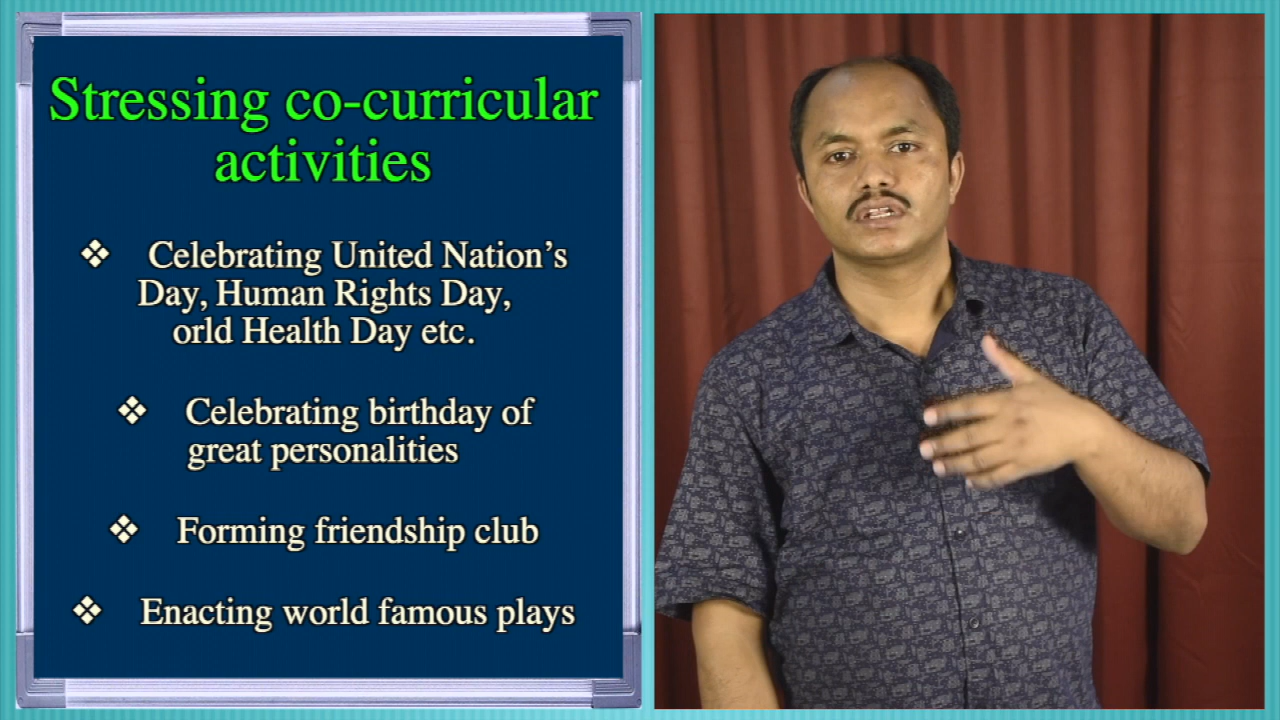 Stressing co-curricular
activities
❖ Celebrating United Nation's
Day, Human Rights Day,
orld Health Day etc.
❖ Celebrating birthday of
great personalities
❖ Forming friendship club
❖ Enacting world famous plays